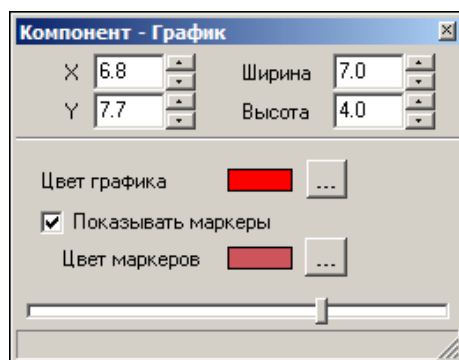 Компонент - График
X 6.8 Ширина 7.0
Y 7.7 Высота 4.0
Цвет графика ...
Показывать маркеры
Цвет маркеров ...